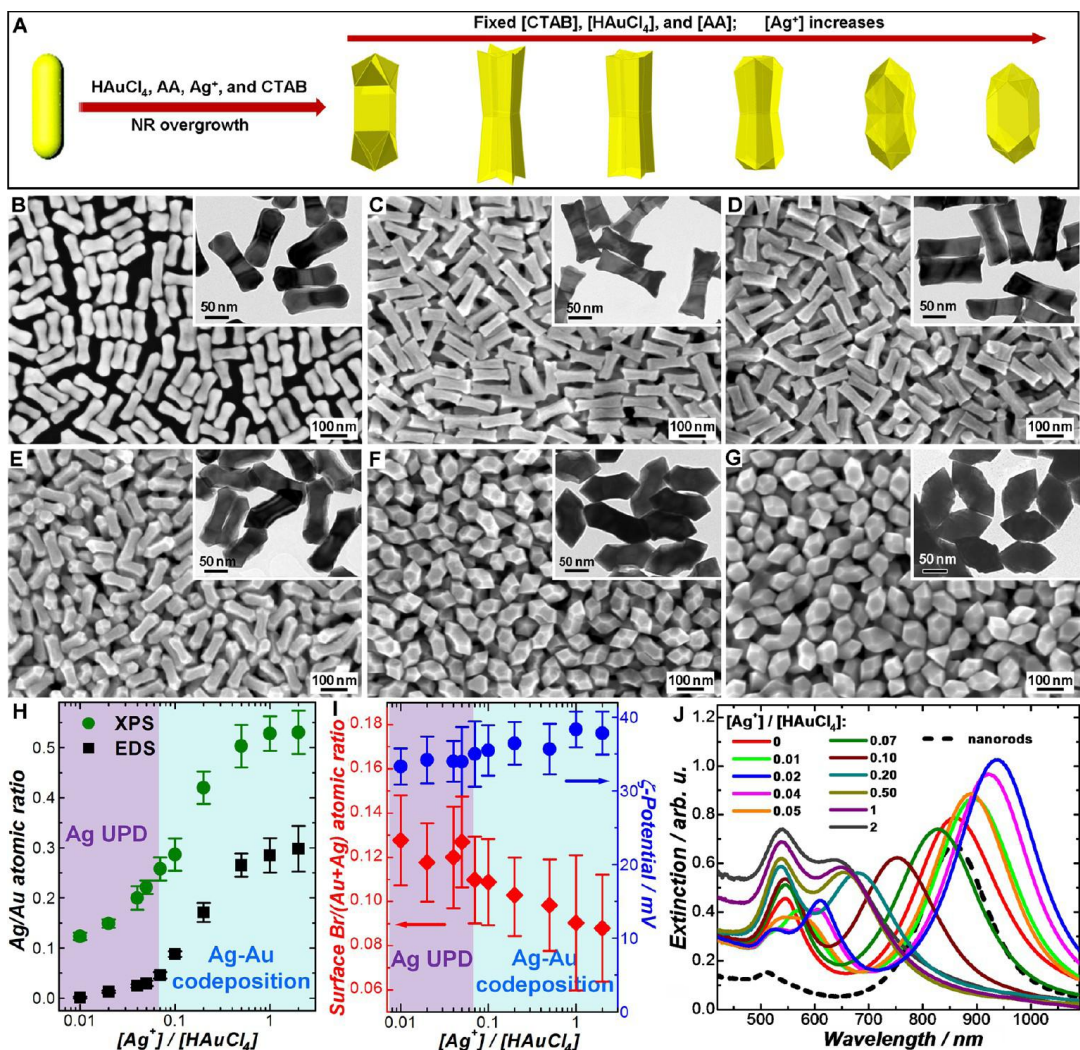 A
Fixed [CTAB], [HAuCl₄], and [AA]; [Ag⁺] increases
HAuCl₄, AA, Ag⁺, and CTAB
NR overgrowth
B
50 nm
100 nm
C
50 nm
100 nm
D
50 nm
100 nm
E
50 nm
100 nm
F
50 nm
100 nm
G
50 nm
100 nm
H
XPS
EDS
Ag UPD
Ag-Au
codeposition
Ag/Au atomic ratio
0.5
0.4
0.3
0.2
0.1
0.0
0.01 0.1 1
[Ag⁺] / [HAuCl₄]
I
Surface Br/(Au+Ag) atomic ratio
0.18
0.16
0.14
0.12
0.10
0.08
0.06
Ag UPD
Ag-Au
codeposition
40
30
20
10
0
ζ-Potential / mV
0.01 0.1 1
[Ag⁺] / [HAuCl₄]
J
[Ag⁺] / [HAuCl₄]:
0
0.01
0.02
0.04
0.05
0.07
0.10
0.20
0.50
1
2
nanorods
Extinction / arb. u.
1.2
1.0
0.8
0.6
0.4
0.2
0.0
500 600 700 800 900 1000
Wavelength / nm